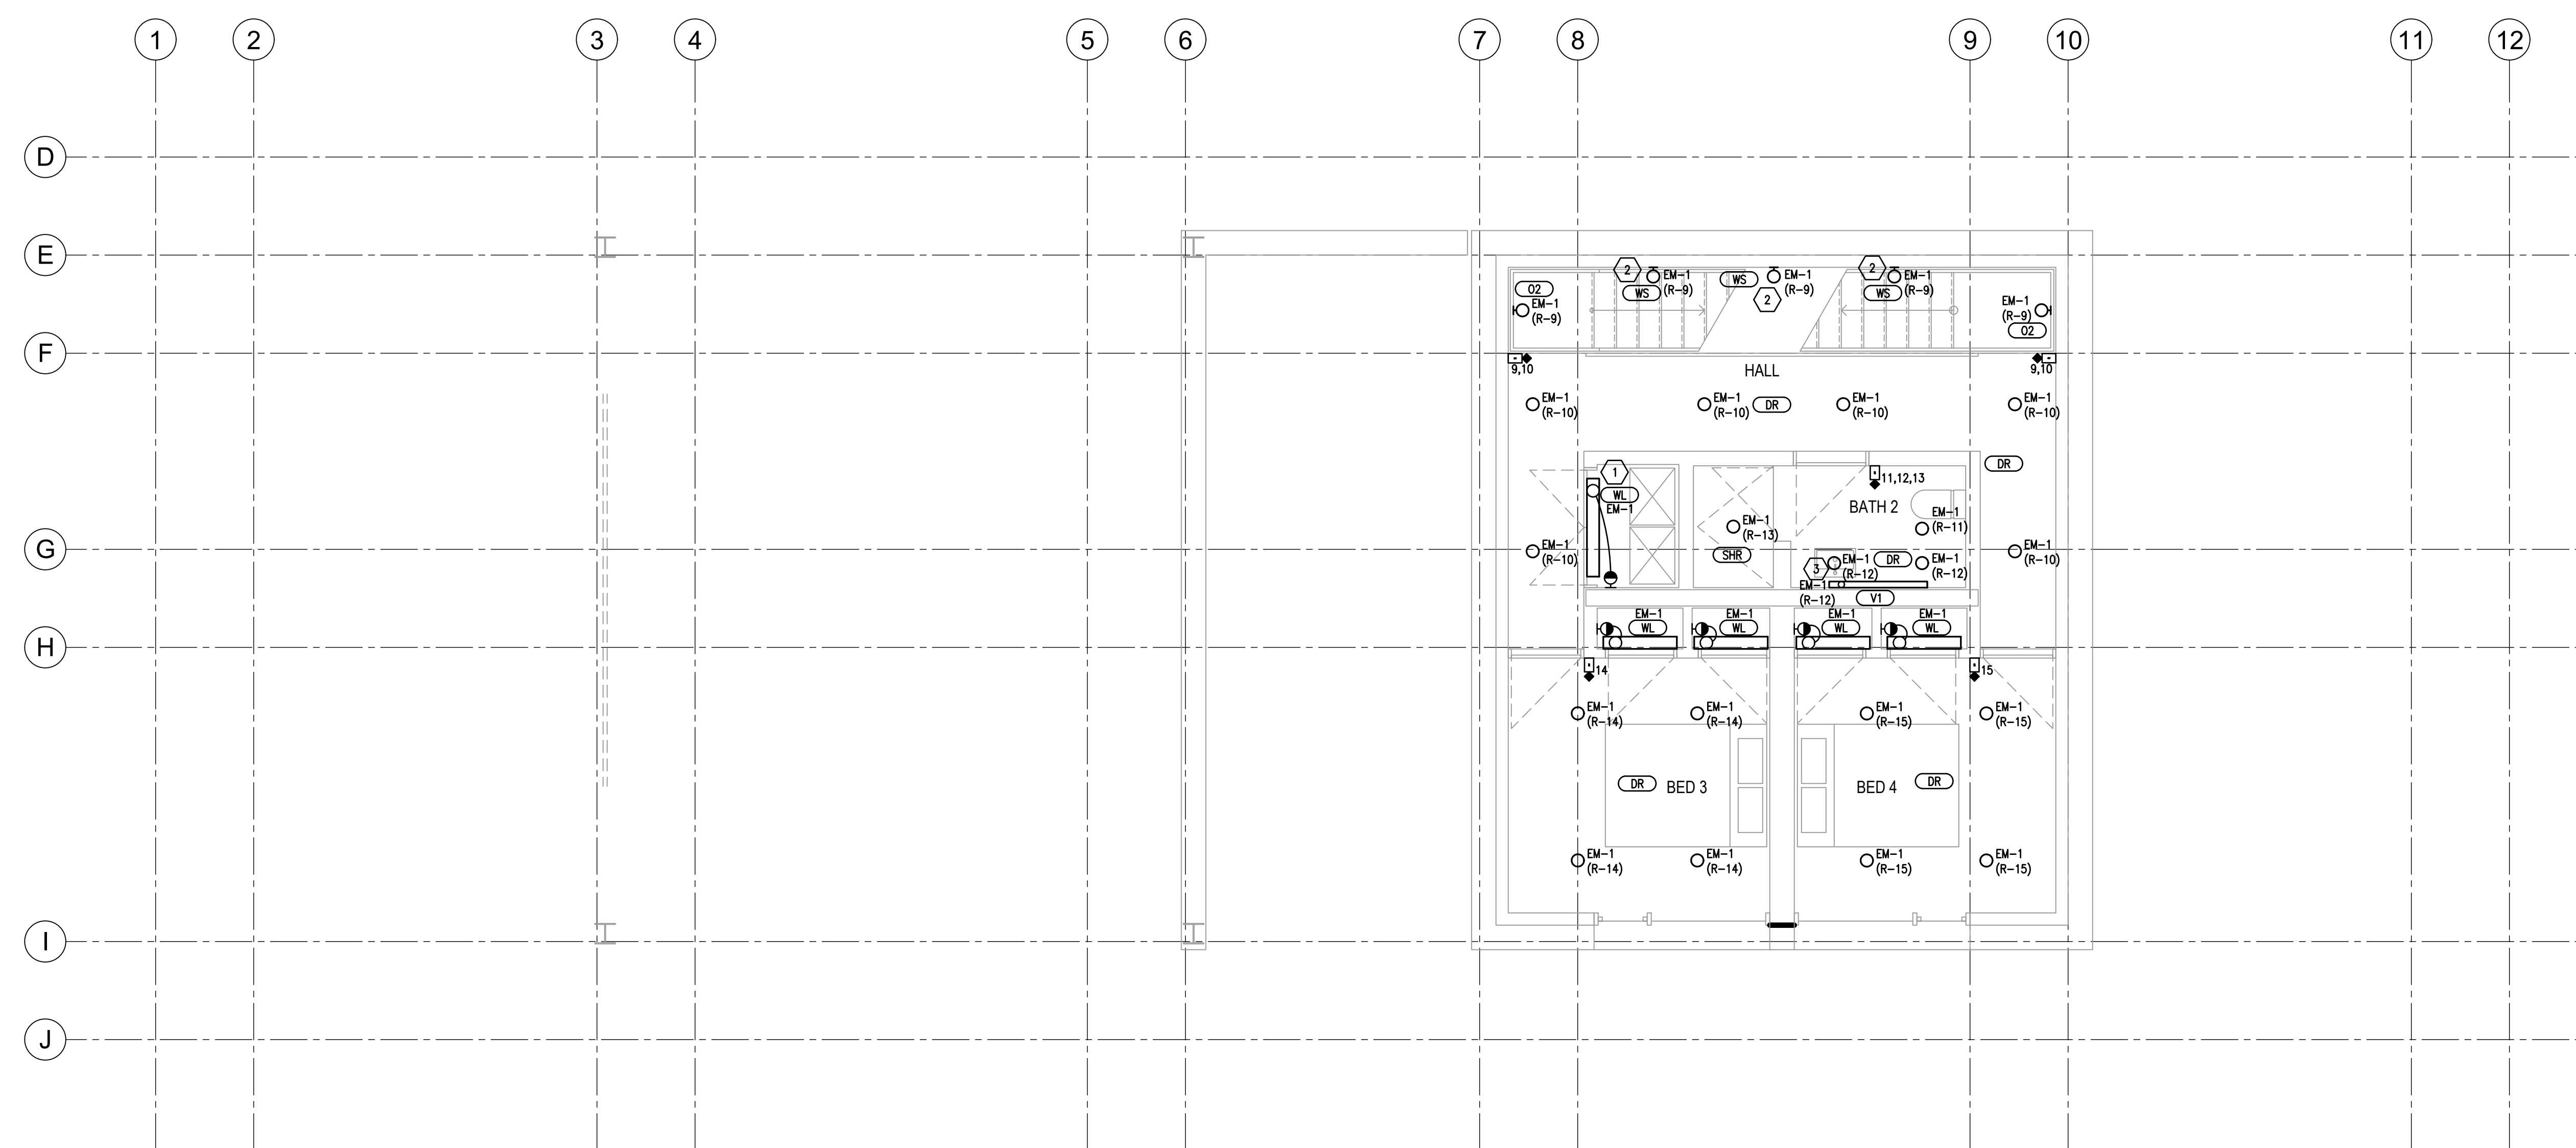 1 2 3 4 5 6 7 8 9 10 11 12
D
E
2 EM-1 (R-9) WS
WS EM-1 (R-9) 2
2 EM-1 (R-9) WS
O2 EM-1 (R-9)
EM-1 (R-9) O2
F
9,10
9,10
HALL
EM-1 (R-10)
EM-1 (R-10)
DR
EM-1 (R-10)
EM-1 (R-10)
DR
1
WL
EM-1
11,12,13
BATH 2
EM-1 (R-11)
EM-1 (R-13)
SHR
G
EM-1 (R-10)
EM-1 (R-10)
3
EM-1 (R-12)
DR
EM-1 (R-12)
EM-1 (R-12)
V1
EM-1 WL
EM-1 WL
EM-1 WL
EM-1 WL
H
14
15
EM-1 (R-14)
EM-1 (R-14)
EM-1 (R-15)
EM-1 (R-15)
DR
BED 3
BED 4
DR
EM-1 (R-14)
EM-1 (R-14)
EM-1 (R-15)
EM-1 (R-15)
I
J